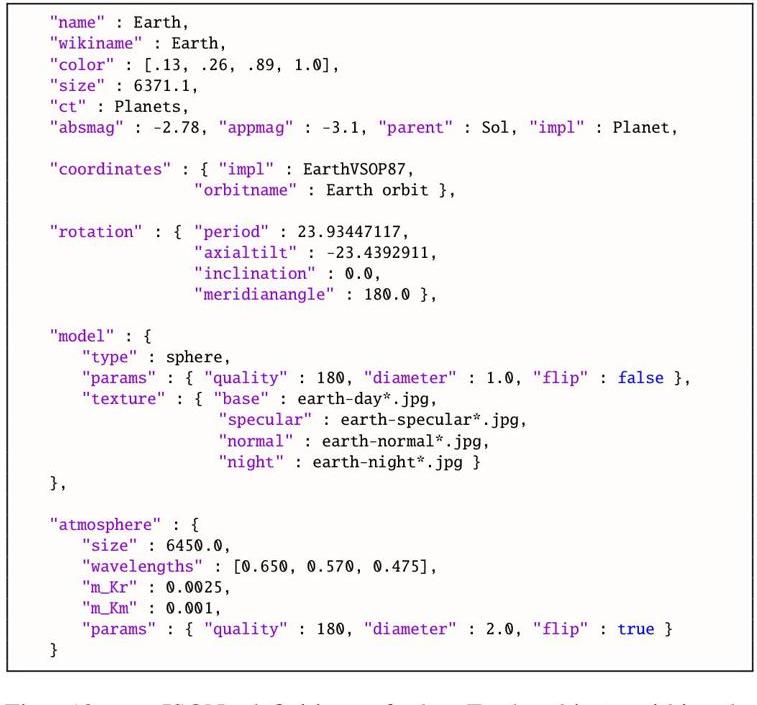 "name" : Earth,
"wikiname" : Earth,
"color" : [.13, .26, .89, 1.0],
"size" : 6371.1,
"ct" : Planets,
"absmag" : -2.78, "appmag" : -3.1, "parent" : Sol, "impl" : Planet,
"coordinates" : { "impl" : EarthVSOP87,
"orbitname" : Earth orbit },
"rotation" : { "period" : 23.93447117,
"axialtilt" : -23.4392911,
"inclination" : 0.0,
"meridianangle" : 180.0 },
"model" : {
"type" : sphere,
"params" : { "quality" : 180, "diameter" : 1.0, "flip" : false },
"texture" : { "base" : earth-day*.jpg,
"specular" : earth-specular*.jpg,
"normal" : earth-normal*.jpg,
"night" : earth-night*.jpg }
},
"atmosphere" : {
"size" : 6450.0,
"wavelengths" : [0.650, 0.570, 0.475],
"m_Kr" : 0.0025,
"m_Km" : 0.001,
"params" : { "quality" : 180, "diameter" : 2.0, "flip" : true }
}